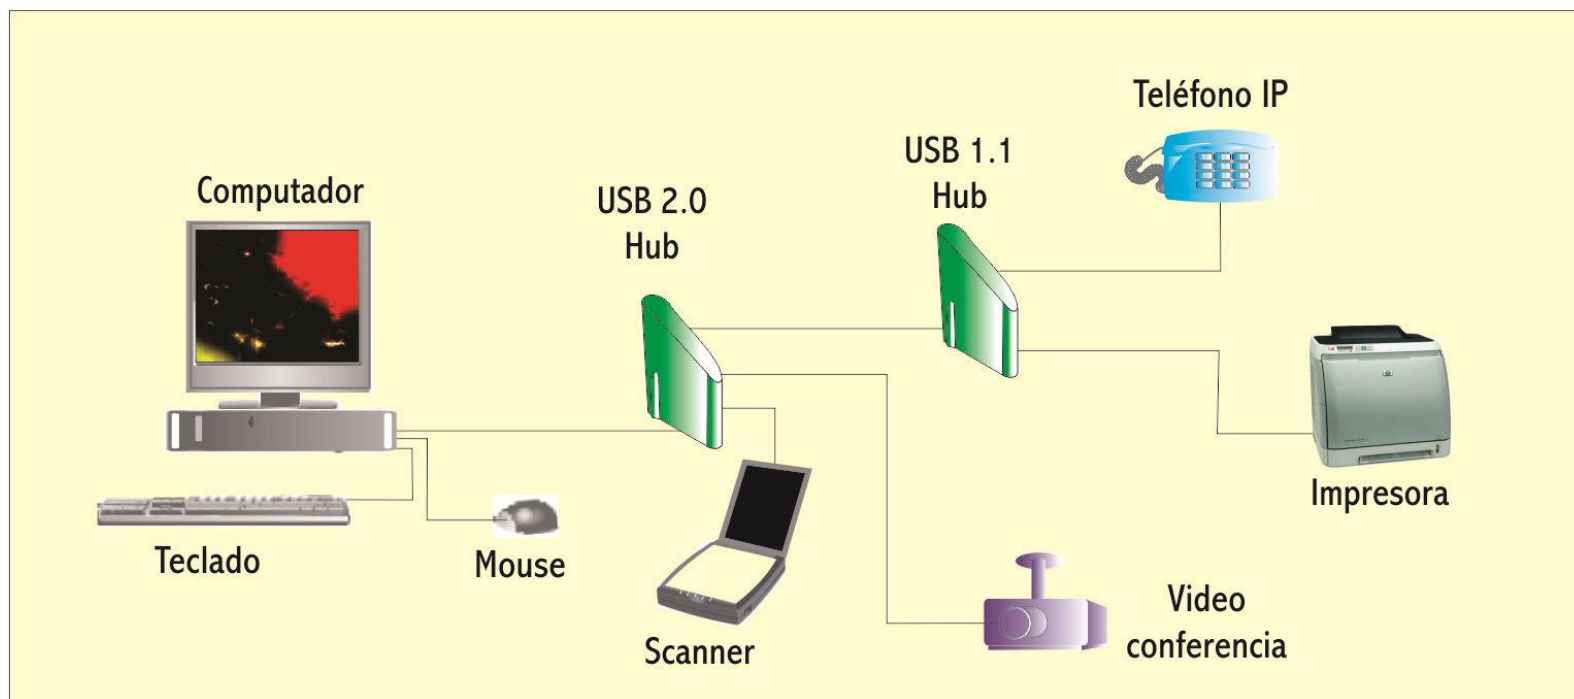 Teléfono IP
USB 1.1
Hub
Computador
USB 2.0
Hub
Impresora
Teclado
Mouse
Video
conferencia
Scanner